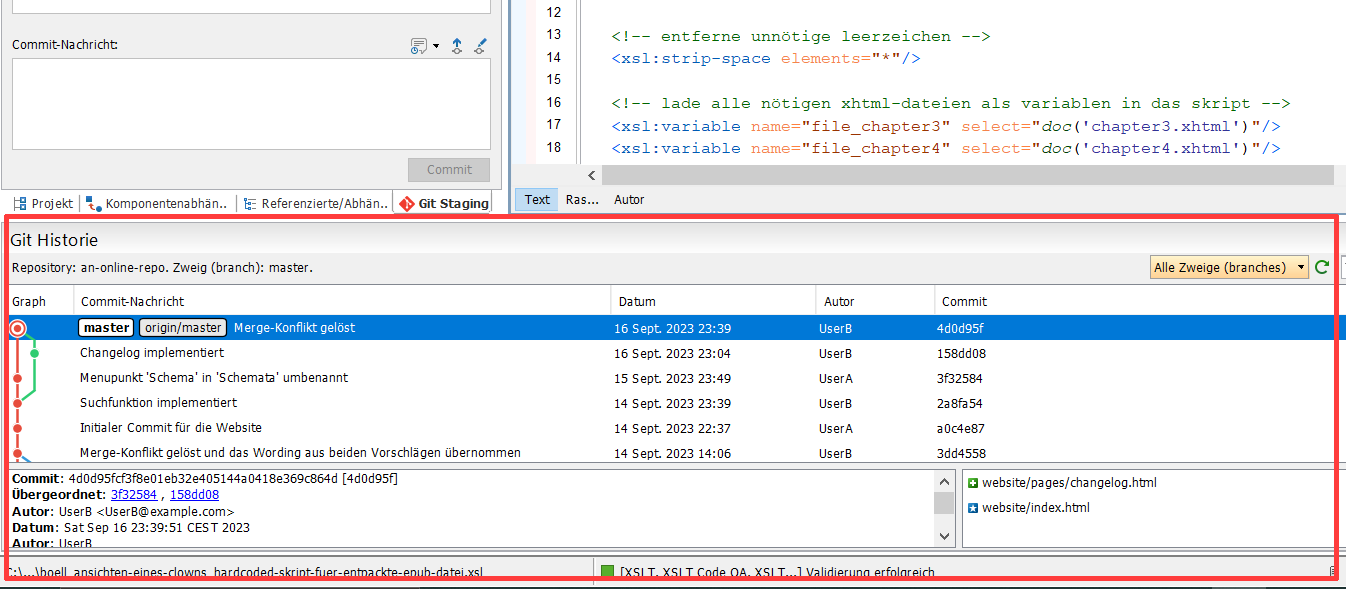 Commit-Nachricht:
Commit
Projekt
Komponentenabhän..
Referenzierte/Abhän..
Git Staging
12
13 <!-- entferne unnötige leerzeichen -->
14 <xsl:strip-space elements="*"/>
15
16 <!-- lade alle nötigen xhtml-dateien als variablen in das skript -->
17 <xsl:variable name="file_chapter3" select="doc('chapter3.xhtml')"/>
18 <xsl:variable name="file_chapter4" select="doc('chapter4.xhtml')"/>
Text Ras... Autor
Git Historie
Repository: an-online-repo. Zweig (branch): master.
Alle Zweige (branches)
Graph Commit-Nachricht Datum Autor Commit
master origin/master Merge-Konflikt gelöst 16 Sept. 2023 23:39 UserB 4d0d95f
Changelog implementiert 16 Sept. 2023 23:04 UserB 158dd08
Menupunkt 'Schema' in 'Schemata' umbenannt 15 Sept. 2023 23:49 UserA 3f32584
Suchfunktion implementiert 14 Sept. 2023 23:39 UserB 2a8fa54
Initialer Commit für die Website 14 Sept. 2023 22:37 UserA a0c4e87
Merge-Konflikt gelöst und das Wording aus beiden Vorschlägen übernommen 14 Sept. 2023 14:06 UserB 3dd4558
Commit: 4d0d95fcf3f8e01eb32e405144a0418e369c864d [4d0d95f]
Übergeordnet: 3f32584 , 158dd08
Autor: UserB <UserB@example.com>
Datum: Sat Sep 16 23:39:51 CEST 2023
Autor: UserB
website/pages/changelog.html
website/index.html
C:\...\boell_ansichten-eines-clowns_hardcoded-skript-fuer-entpackte-epub-datei.xsl
[XSLT, XSLT Code QA, XSLT...] Validierung erfolgreich